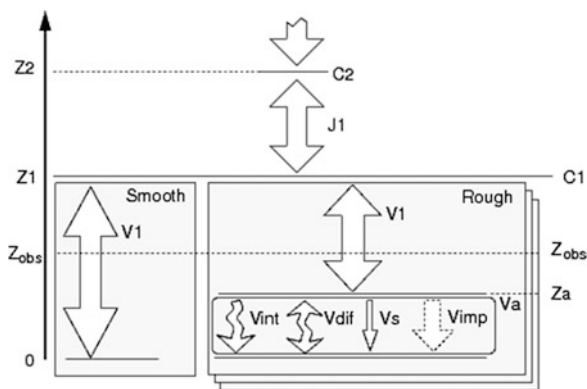 Z2
C2
J1
Z1
C1
Smooth
Rough
V1
V1
Zobs
Zobs
Za
Va
Vint
Vdif
Vs
Vimp
0